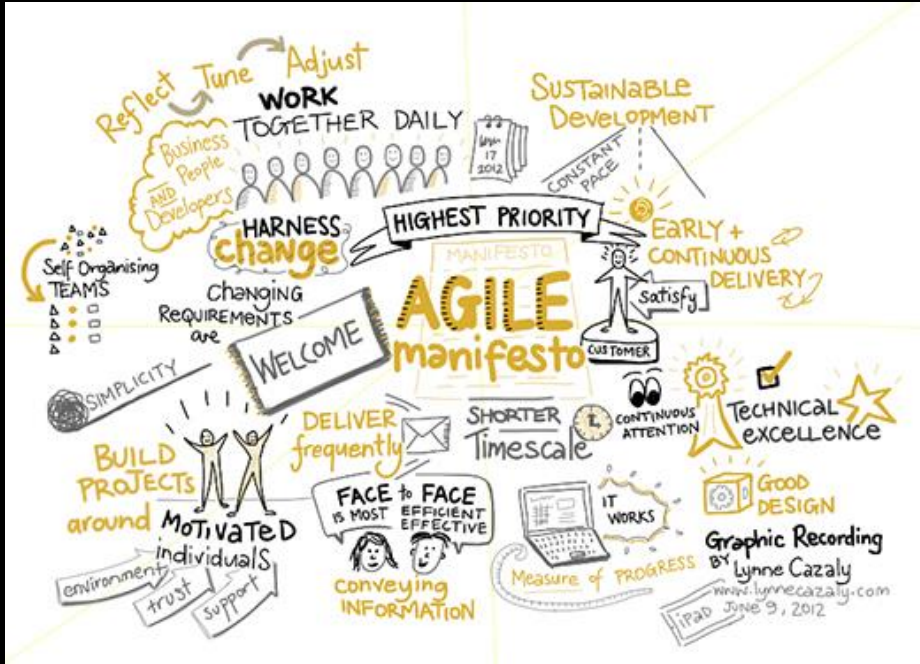 Reflect Tune Adjust
WORK
TOGETHER DAILY
Business
People
AND
Developers
17
2012
SUSTAINABLE
DEVELOPMENT
CONSTANT
PACE
HARNESS
change
HIGHEST PRIORITY
EARLY +
CONTINUOUS
DELIVERY
satisfy
CUSTOMER
Self Organising
TEAMS
CHANGING
REQUIREMENTS
are
WELCOME
MANIFESTO
AGILE
manifesto
SIMPLICITY
DELIVER
frequently
SHORTER
Timescale
CONTINUOUS
ATTENTION
TECHNICAL
EXCELLENCE
BUILD
PROJECTS
around
MOTIVATED
individuals
environment
trust
support
FACE to FACE
IS MOST EFFICIENT
EFFECTIVE
conveying
INFORMATION
IT
WORKS
Measure of PROGRESS
GOOD
DESIGN
Graphic Recording
BY Lynne Cazaly
www.lynnecazaly.com
JUNE 9, 2012
iPad